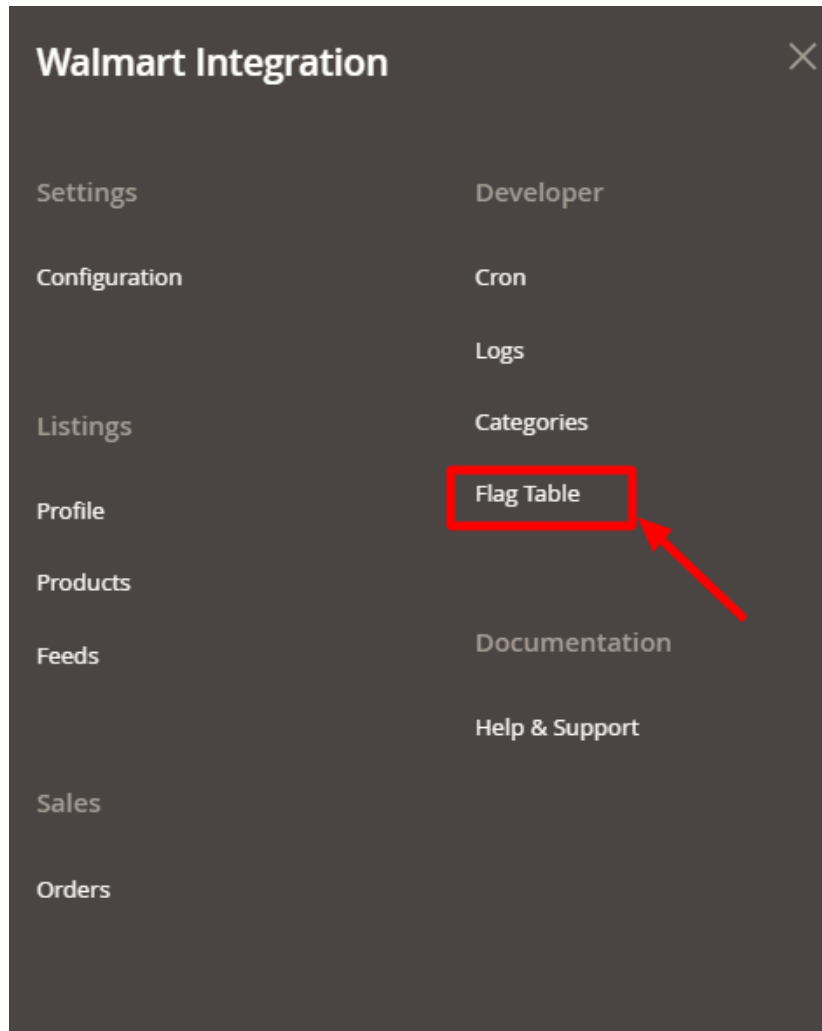 Walmart Integration
Settings
Configuration
Listings
Profile
Products
Feeds
Sales
Orders
Developer
Cron
Logs
Categories
Flag Table
Documentation
Help & Support